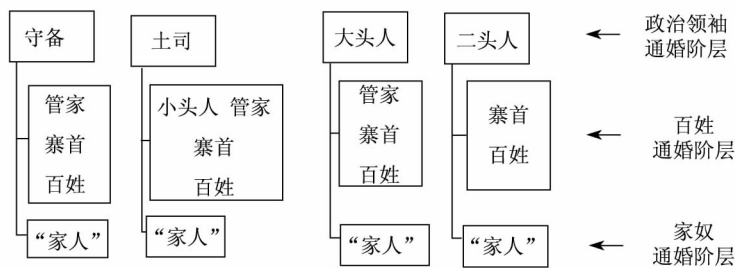 守备
土司
大头人
二头人
政治领袖
通婚阶层
管家
寨首
百姓
小头人 管家
寨首
百姓
管家
寨首
百姓
寨首
百姓
百姓
通婚阶层
“家人”
“家人”
“家人”
“家人”
家奴
通婚阶层